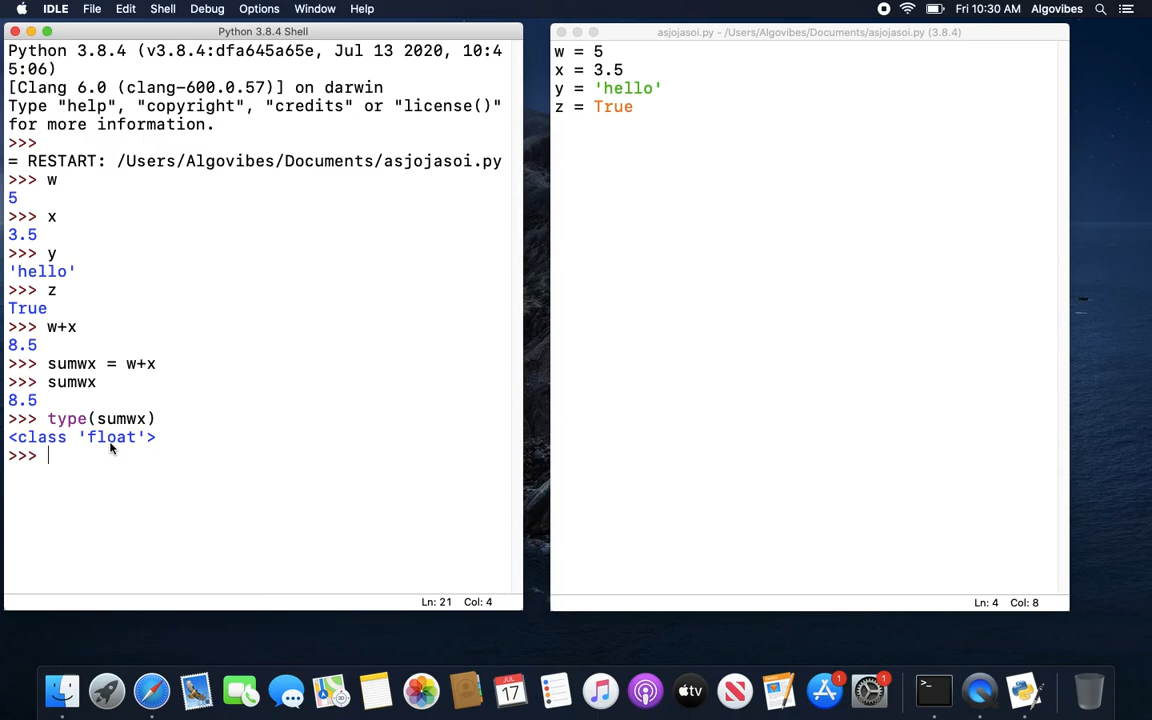 IDLE File Edit Shell Debug Options Window Help Fri 10:30 AM Algovibes
Python 3.8.4 Shell
Python 3.8.4 (v3.8.4:dfa645a65e, Jul 13 2020, 10:4
5:06)
[Clang 6.0 (clang-600.0.57)] on darwin
Type "help", "copyright", "credits" or "license()"
for more information.
>>>
= RESTART: /Users/Algovibes/Documents/asjojasoi.py
>>> w
5
>>> x
3.5
>>> y
'hello'
>>> z
True
>>> w+x
8.5
>>> sumwx = w+x
>>> sumwx
8.5
>>> type(sumwx)
<class 'float'>
>>>
Ln: 21 Col: 4
asjojasoi.py - /Users/Algovibes/Documents/asjojasoi.py (3.8.4)
w = 5
x = 3.5
y = 'hello'
z = True
Ln: 4 Col: 8
JUL
17
tv
1
1
>_